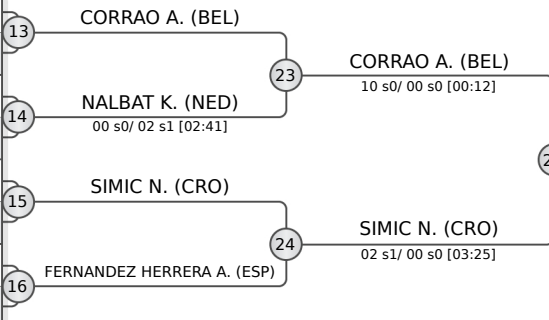 13
CORRAO A. (BEL)
23
CORRAO A. (BEL)
10 s0/ 00 s0 [00:12]
14
NALBAT K. (NED)
00 s0/ 02 s1 [02:41]
15
SIMIC N. (CRO)
24
SIMIC N. (CRO)
02 s1/ 00 s0 [03:25]
16
FERNANDEZ HERRERA A. (ESP)